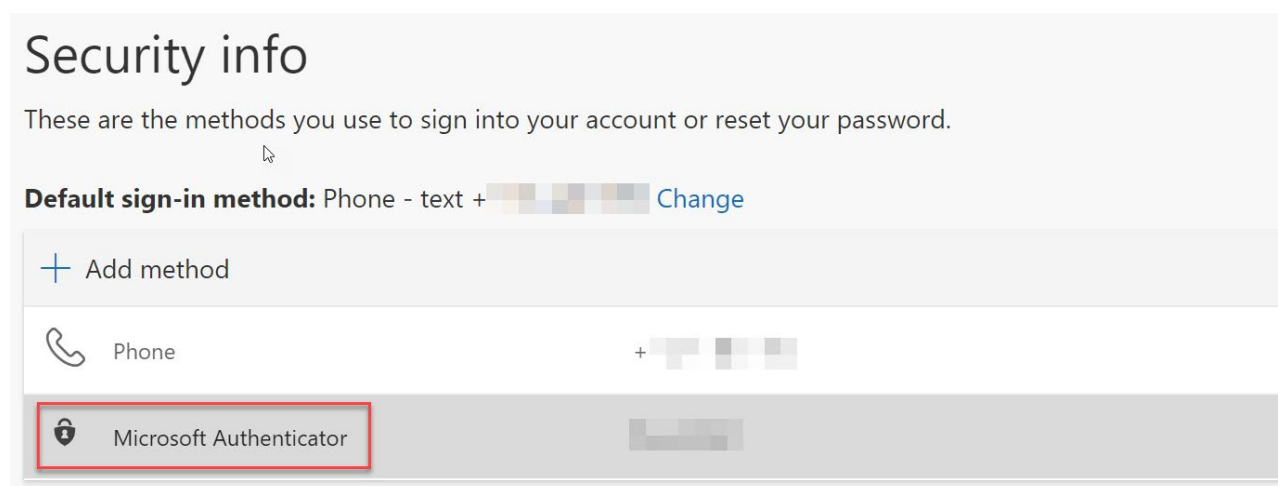 Security info
These are the methods you use to sign into your account or reset your password.
Default sign-in method: Phone - text + Change
Add method
Phone +
Microsoft Authenticator